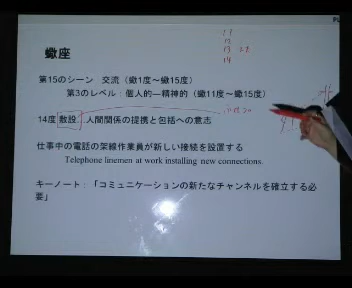 蠍座
第15のシーン　交流(蠍1度〜蠍15度)
第3のレベル：個人的―精神的(蠍11度〜蠍15度)
14度 敷設：人間関係の提携と包括への意志
仕事中の電話の架線作業員が新しい接続を設置する
Telephone linemen at work installing new connections.
キーノート：「コミュニケーションの新たなチャンネルを確立する必
要」
11
12
13
14